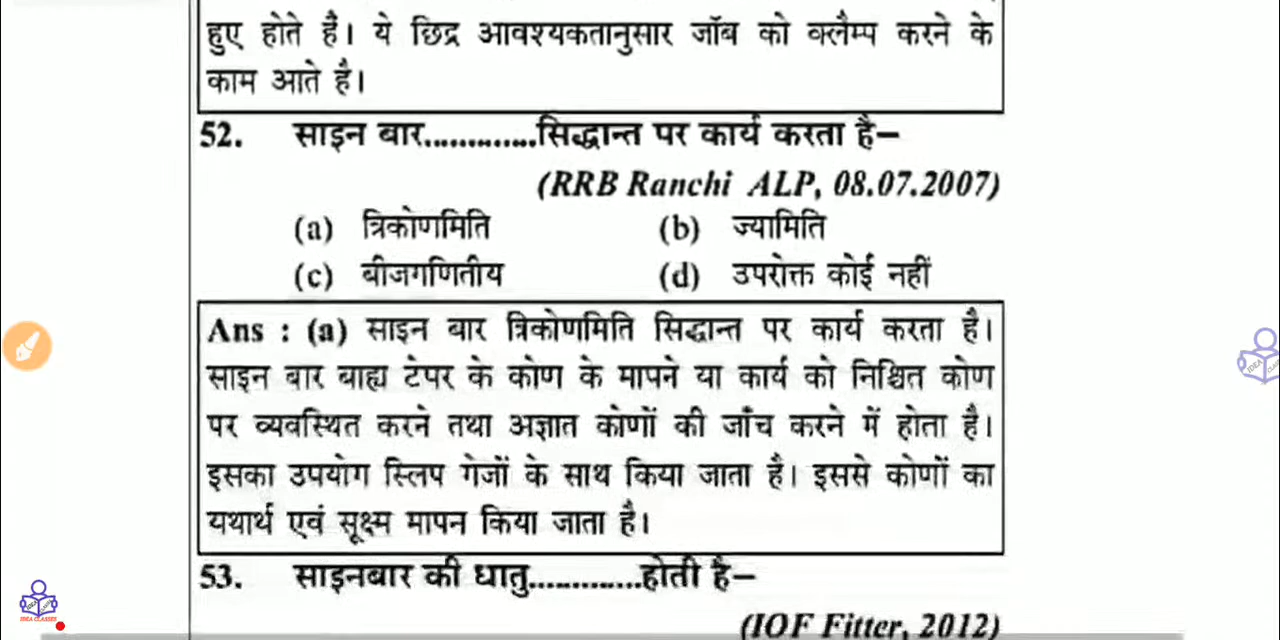 हुए होते है। ये छिद्र आवश्यकतानुसार जॉब को क्लैम्प करने के
काम आते है।
52. साइन बार.............सिद्धान्त पर कार्य करता है–
(RRB Ranchi ALP, 08.07.2007)
(a) त्रिकोणमिति (b) ज्यामिति
(c) बीजगणितीय (d) उपरोक्त कोई नहीं
Ans : (a) साइन बार त्रिकोणमिति सिद्धान्त पर कार्य करता है।
साइन बार बाह्य टेपर के कोण के मापने या कार्य को निश्चित कोण
पर व्यवस्थित करने तथा अज्ञात कोणों की जाँच करने में होता है।
इसका उपयोग स्लिप गेजों के साथ किया जाता है। इससे कोणों का
यथार्थ एवं सूक्ष्म मापन किया जाता है।
53. साइनबार की धातु.............होती है–
(IOF Fitter, 2012)
IDEA CLASSES